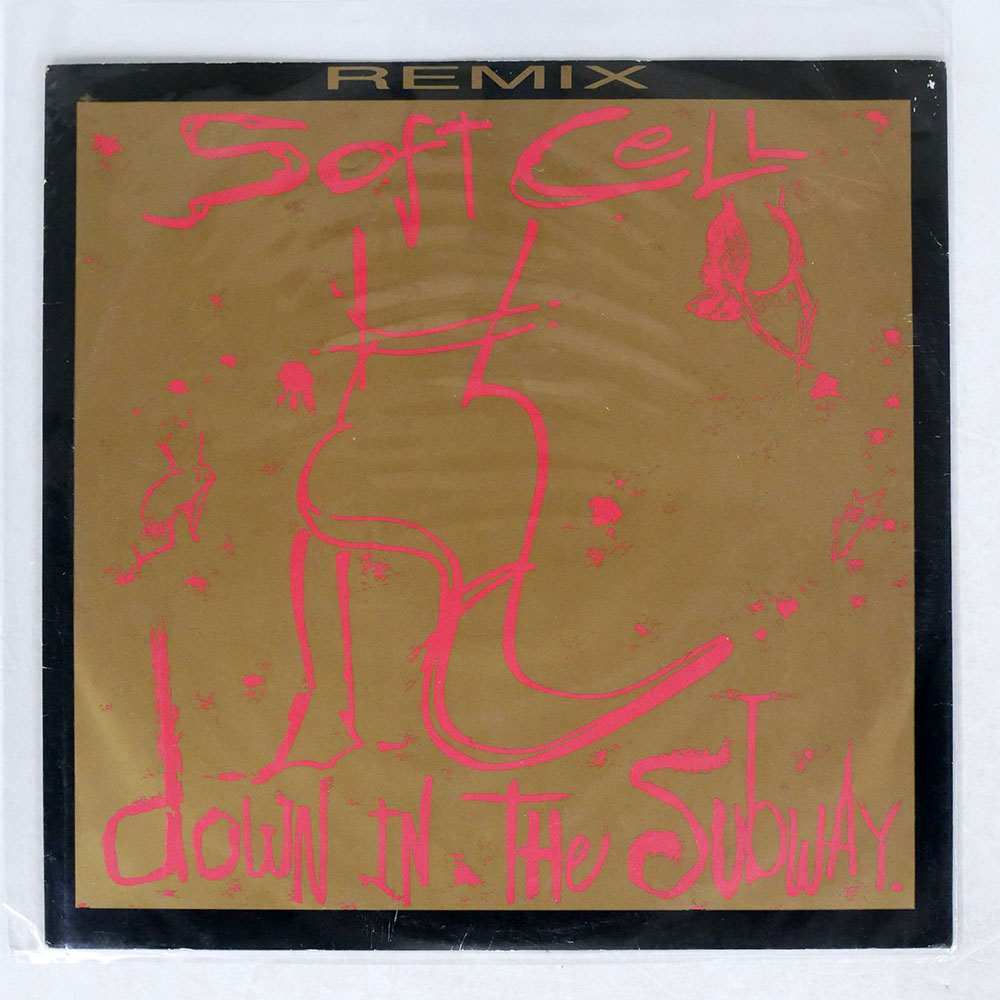 REMIX
SOfT CeLL
dOWN IN THe SUbWAY.